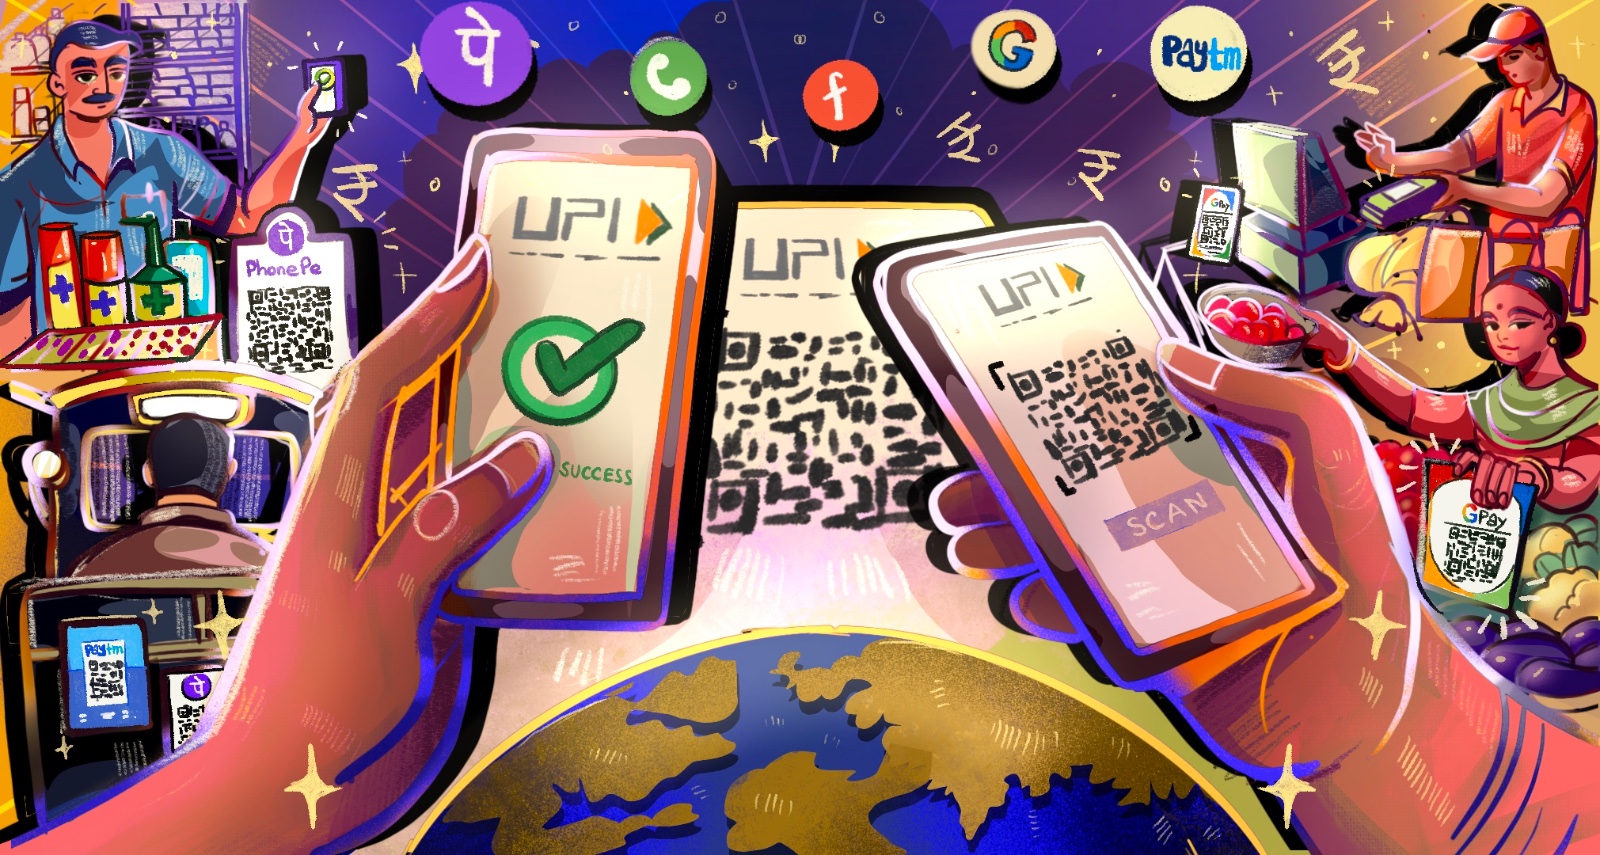 पे
f
G
Paytm
₹
₹
₹
₹
पे
PhonePe
UPI
SUCCESS
UPI
UPI
SCAN
GPay
GPay
Paytm
पे